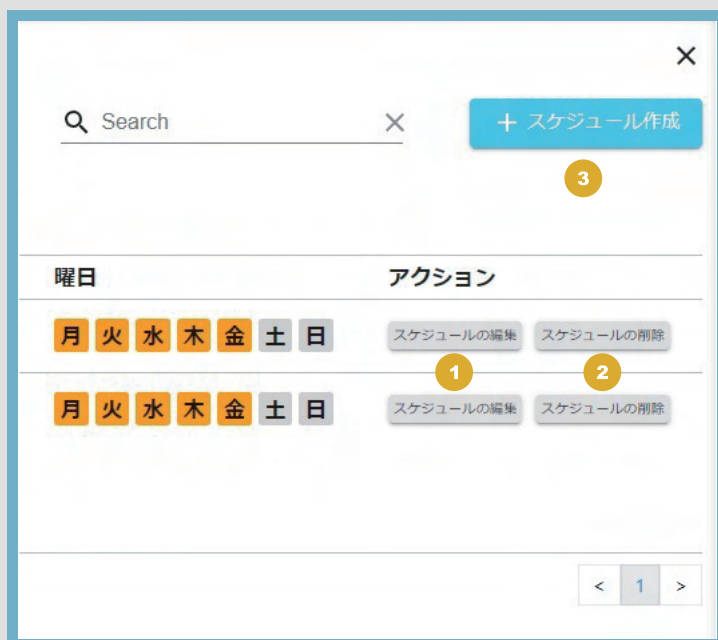 ×
Search ×
+ スケジュール作成
3
曜日 アクション
月 火 水 木 金 土 日 スケジュールの編集 スケジュールの削除
1 2
月 火 水 木 金 土 日 スケジュールの編集 スケジュールの削除
< 1 >